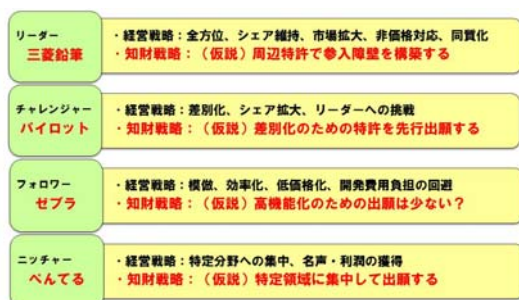 リーダー
三菱鉛筆
・経営戦略：全方位、シェア維持、市場拡大、非価格対応、同質化
・知財戦略：（仮説）周辺特許で参入障壁を構築する
チャレンジャー
パイロット
・経営戦略：差別化、シェア拡大、リーダーへの挑戦
・知財戦略：（仮説）差別化のための特許を先行出願する
フォロワー
ゼブラ
・経営戦略：模倣、効率化、低価格化、開発費用負担の回避
・知財戦略：（仮説）高機能化のための出願は少ない？
ニッチャー
ぺんてる
・経営戦略：特定分野への集中、名声・利潤の獲得
・知財戦略：（仮説）特定領域に集中して出願する